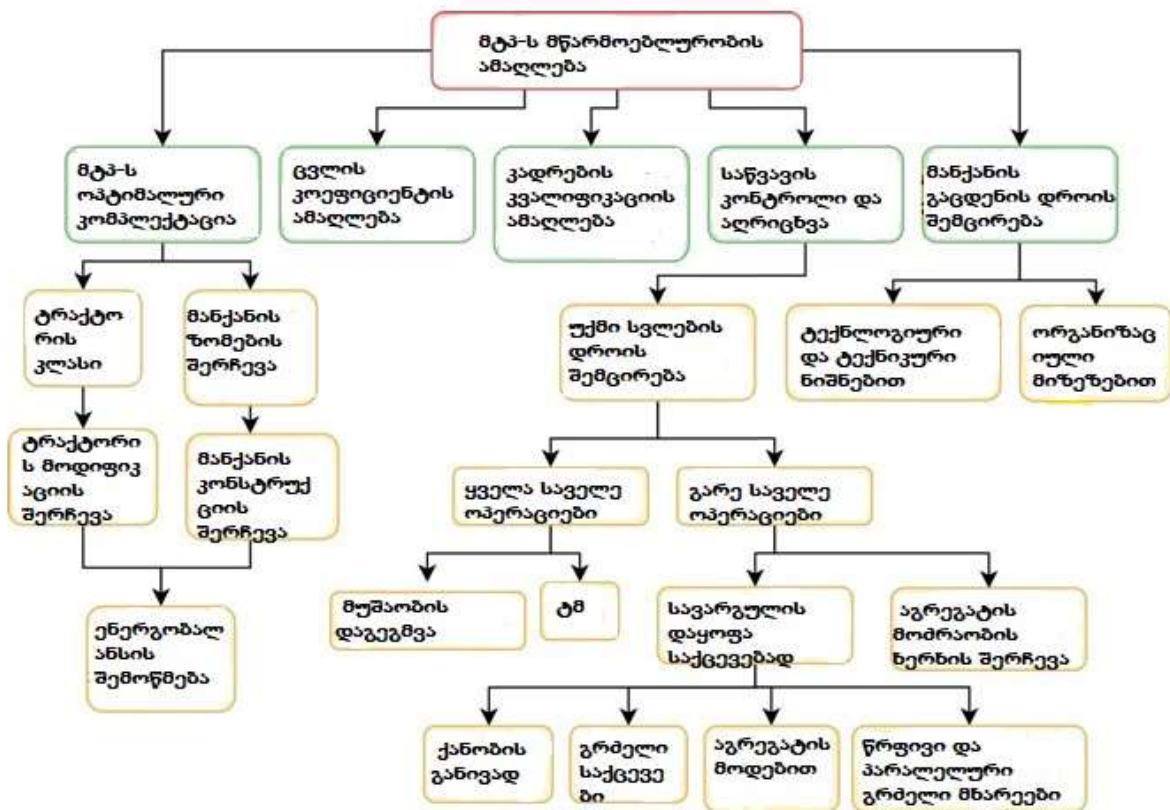 მტპ-ს მწარმოებლურობის
ამაღლება
მტპ-ს
ოპტიმალური
კომპლექტაცია
ცვლის
კოეფიციენტის
ამაღლება
კადრების
კვალიფიკაციის
ამაღლება
საწვავის
კონტროლი და
აღრიცხვა
მანქანის
გაცდენის დროის
შემცირება
ტრაქტო
რის
კლასი
მანქანის
ზომების
შერჩევა
უქმი სვლების
დროის
შემცირება
ტექნლოგიური
და ტექნიკური
ნიშნებით
ორგანიზაც
იული
მიზეზებით
ტრაქტორი
ს მოდიფიკ
აციის
შერჩევა
მანქანის
კონსტრუქ
ციის
შერჩევა
ყველა საველე
ოპერაციები
გარე საველე
ოპერაციები
ენერგობალ
ანსის
შემოწმება
მუშაობის
დაგეგმვა
ტმ
სავარგულის
დაყოფა
საქცევებად
აგრეგატის
მოძრაობის
ხერხის შერჩევა
ქანობის
განივად
გრძელი
საქცევე
ბი
აგრეგატის
მოდებით
წრფივი და
პარალელური
გრძელი მხარეები